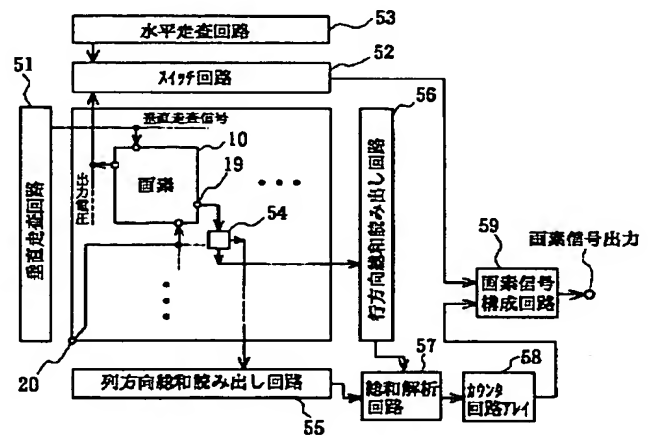 水平走査回路
53
51
スイッチ回路
52
垂直走査信号
56
10
画素
19
圧電力出
54
垂直走査回路
行方向総和読み出し回路
59
画素信号出力
画素信号
構成回路
20
57
58
列方向総和読み出し回路
総和解析
回路
カウンタ
回路アレイ
55